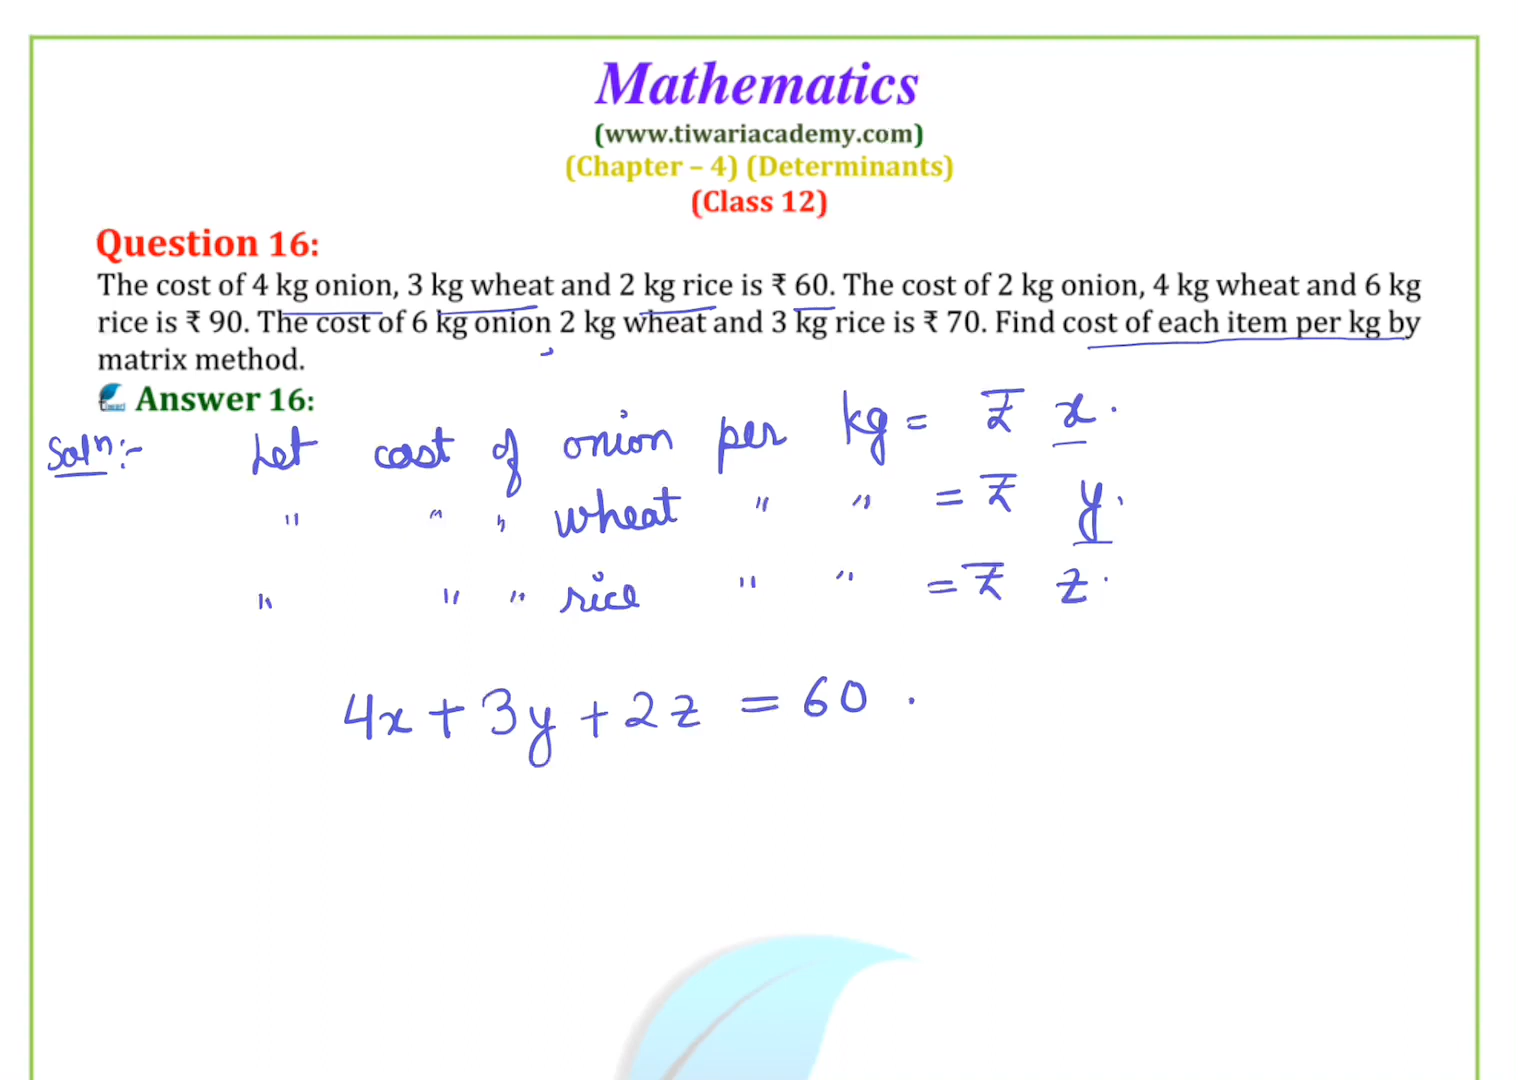 Mathematics
(www.tiwariacademy.com)
(Chapter – 4) (Determinants)
(Class 12)
Question 16:
The cost of 4 kg onion, 3 kg wheat and 2 kg rice is ₹ 60. The cost of 2 kg onion, 4 kg wheat and 6 kg
rice is ₹ 90. The cost of 6 kg onion 2 kg wheat and 3 kg rice is ₹ 70. Find cost of each item per kg by
matrix method.
Answer 16:
Solⁿ:- Let cost of onion per kg = ₹ x.
" " " wheat " " = ₹ y.
" " " rice " " = ₹ z.
4x + 3y + 2z = 60 .